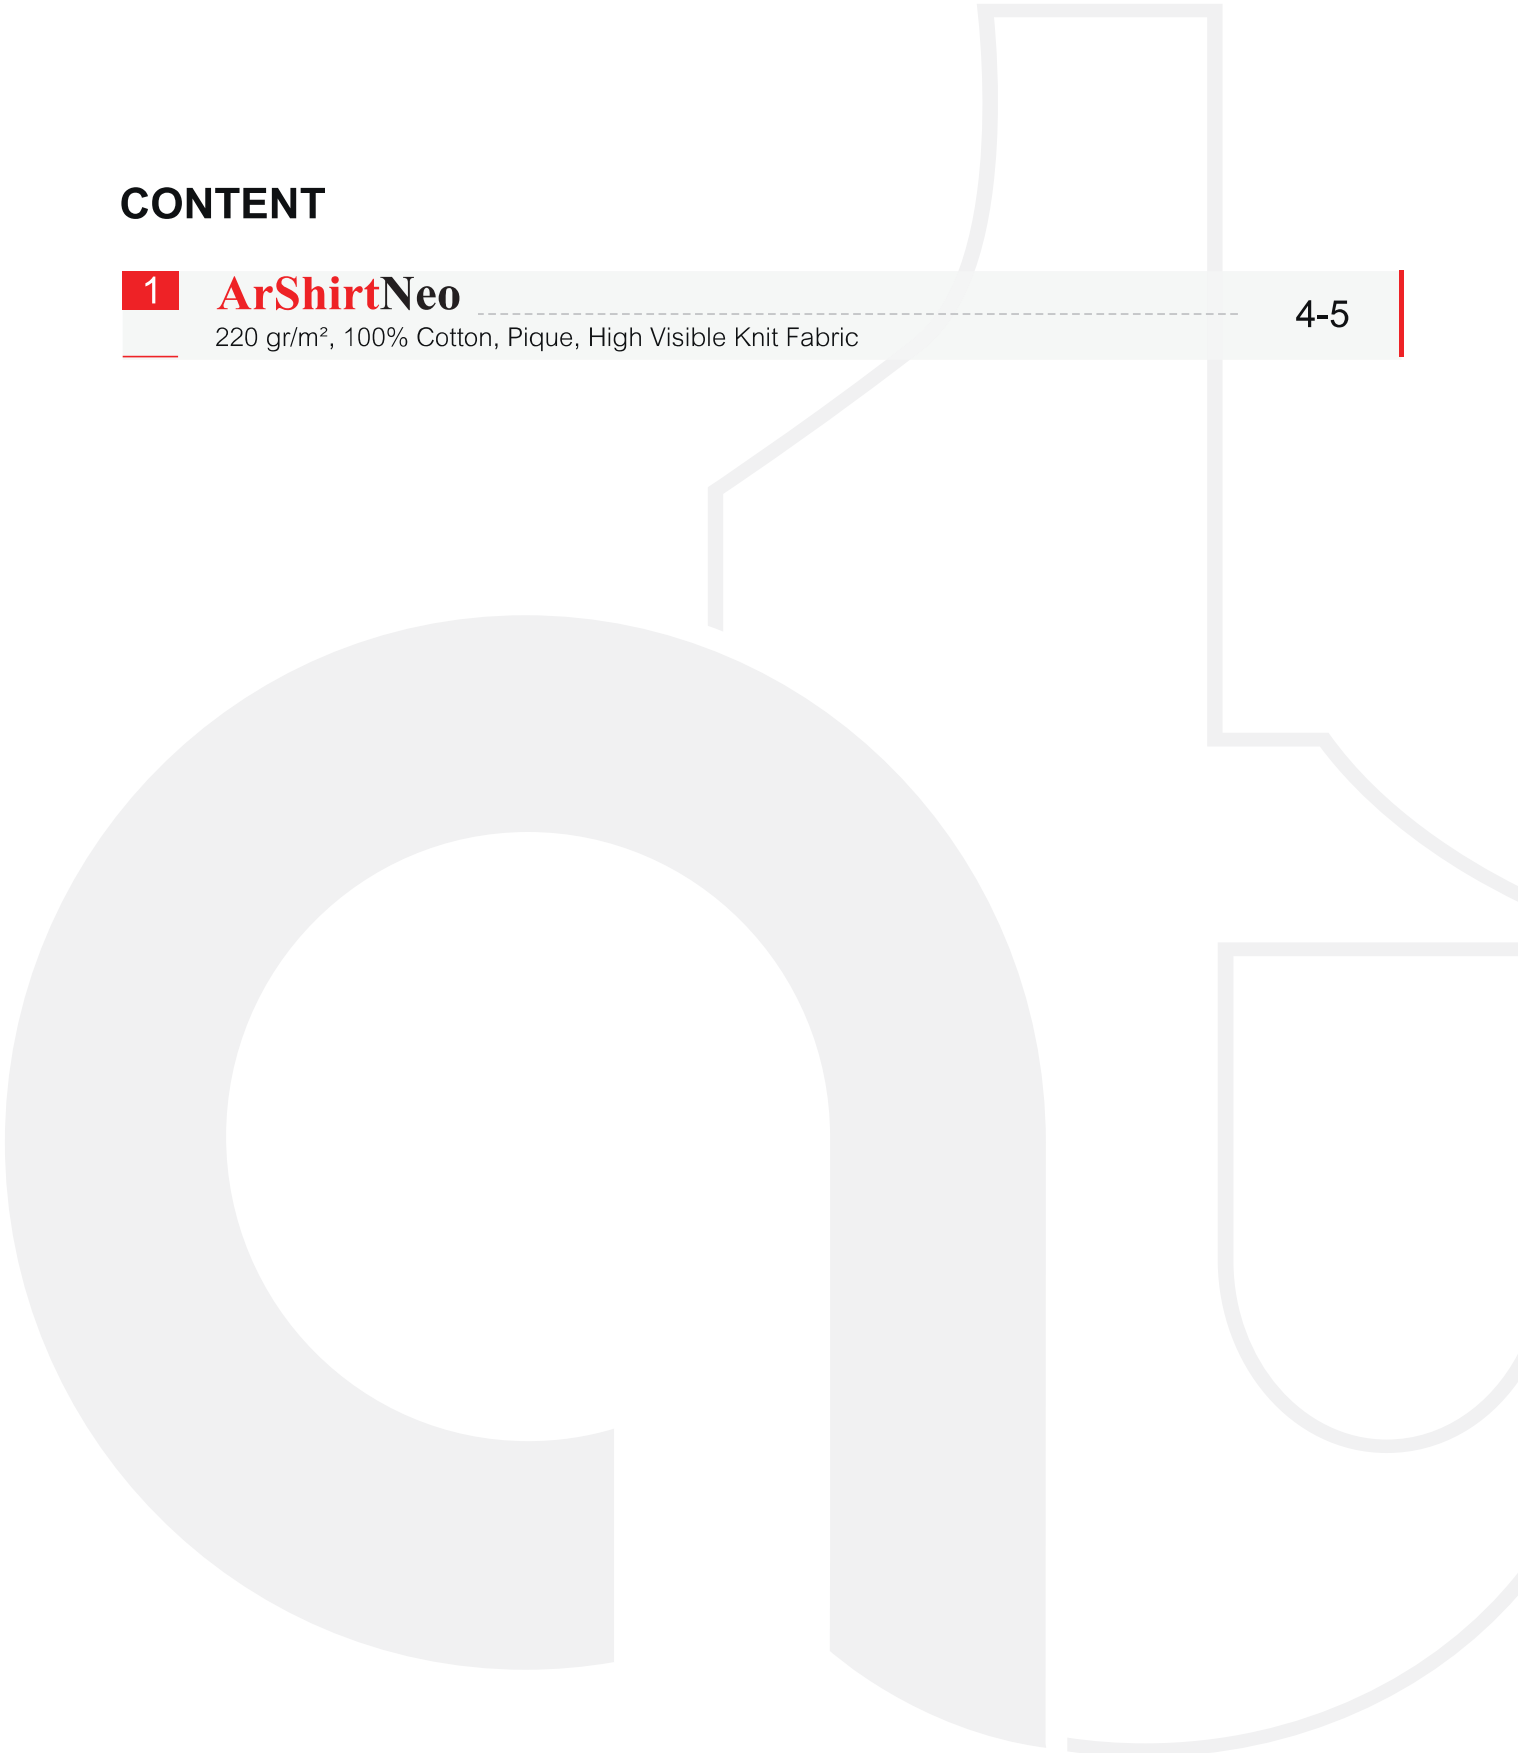 CONTENT
1
ArShirtNeo
220 gr/m², 100% Cotton, Pique, High Visible Knit Fabric
4-5